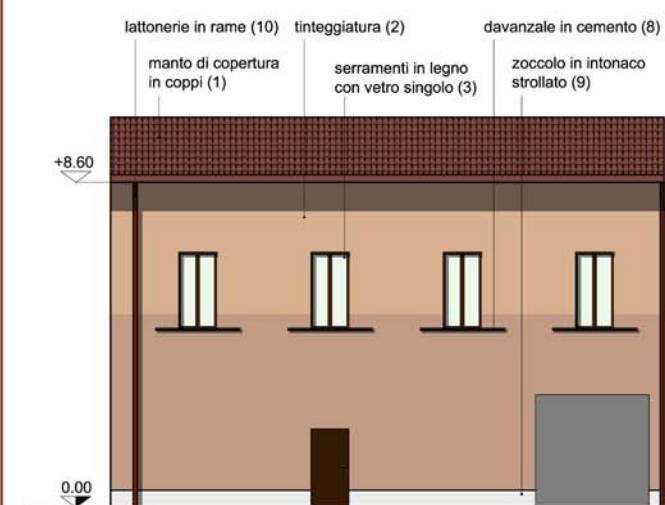 lattonerie in rame (10)
tinteggiatura (2)
davanzale in cemento (8)
manto di copertura
in coppi (1)
serramenti in legno
con vetro singolo (3)
zoccolo in intonaco
strollato (9)
+8.60
0.00